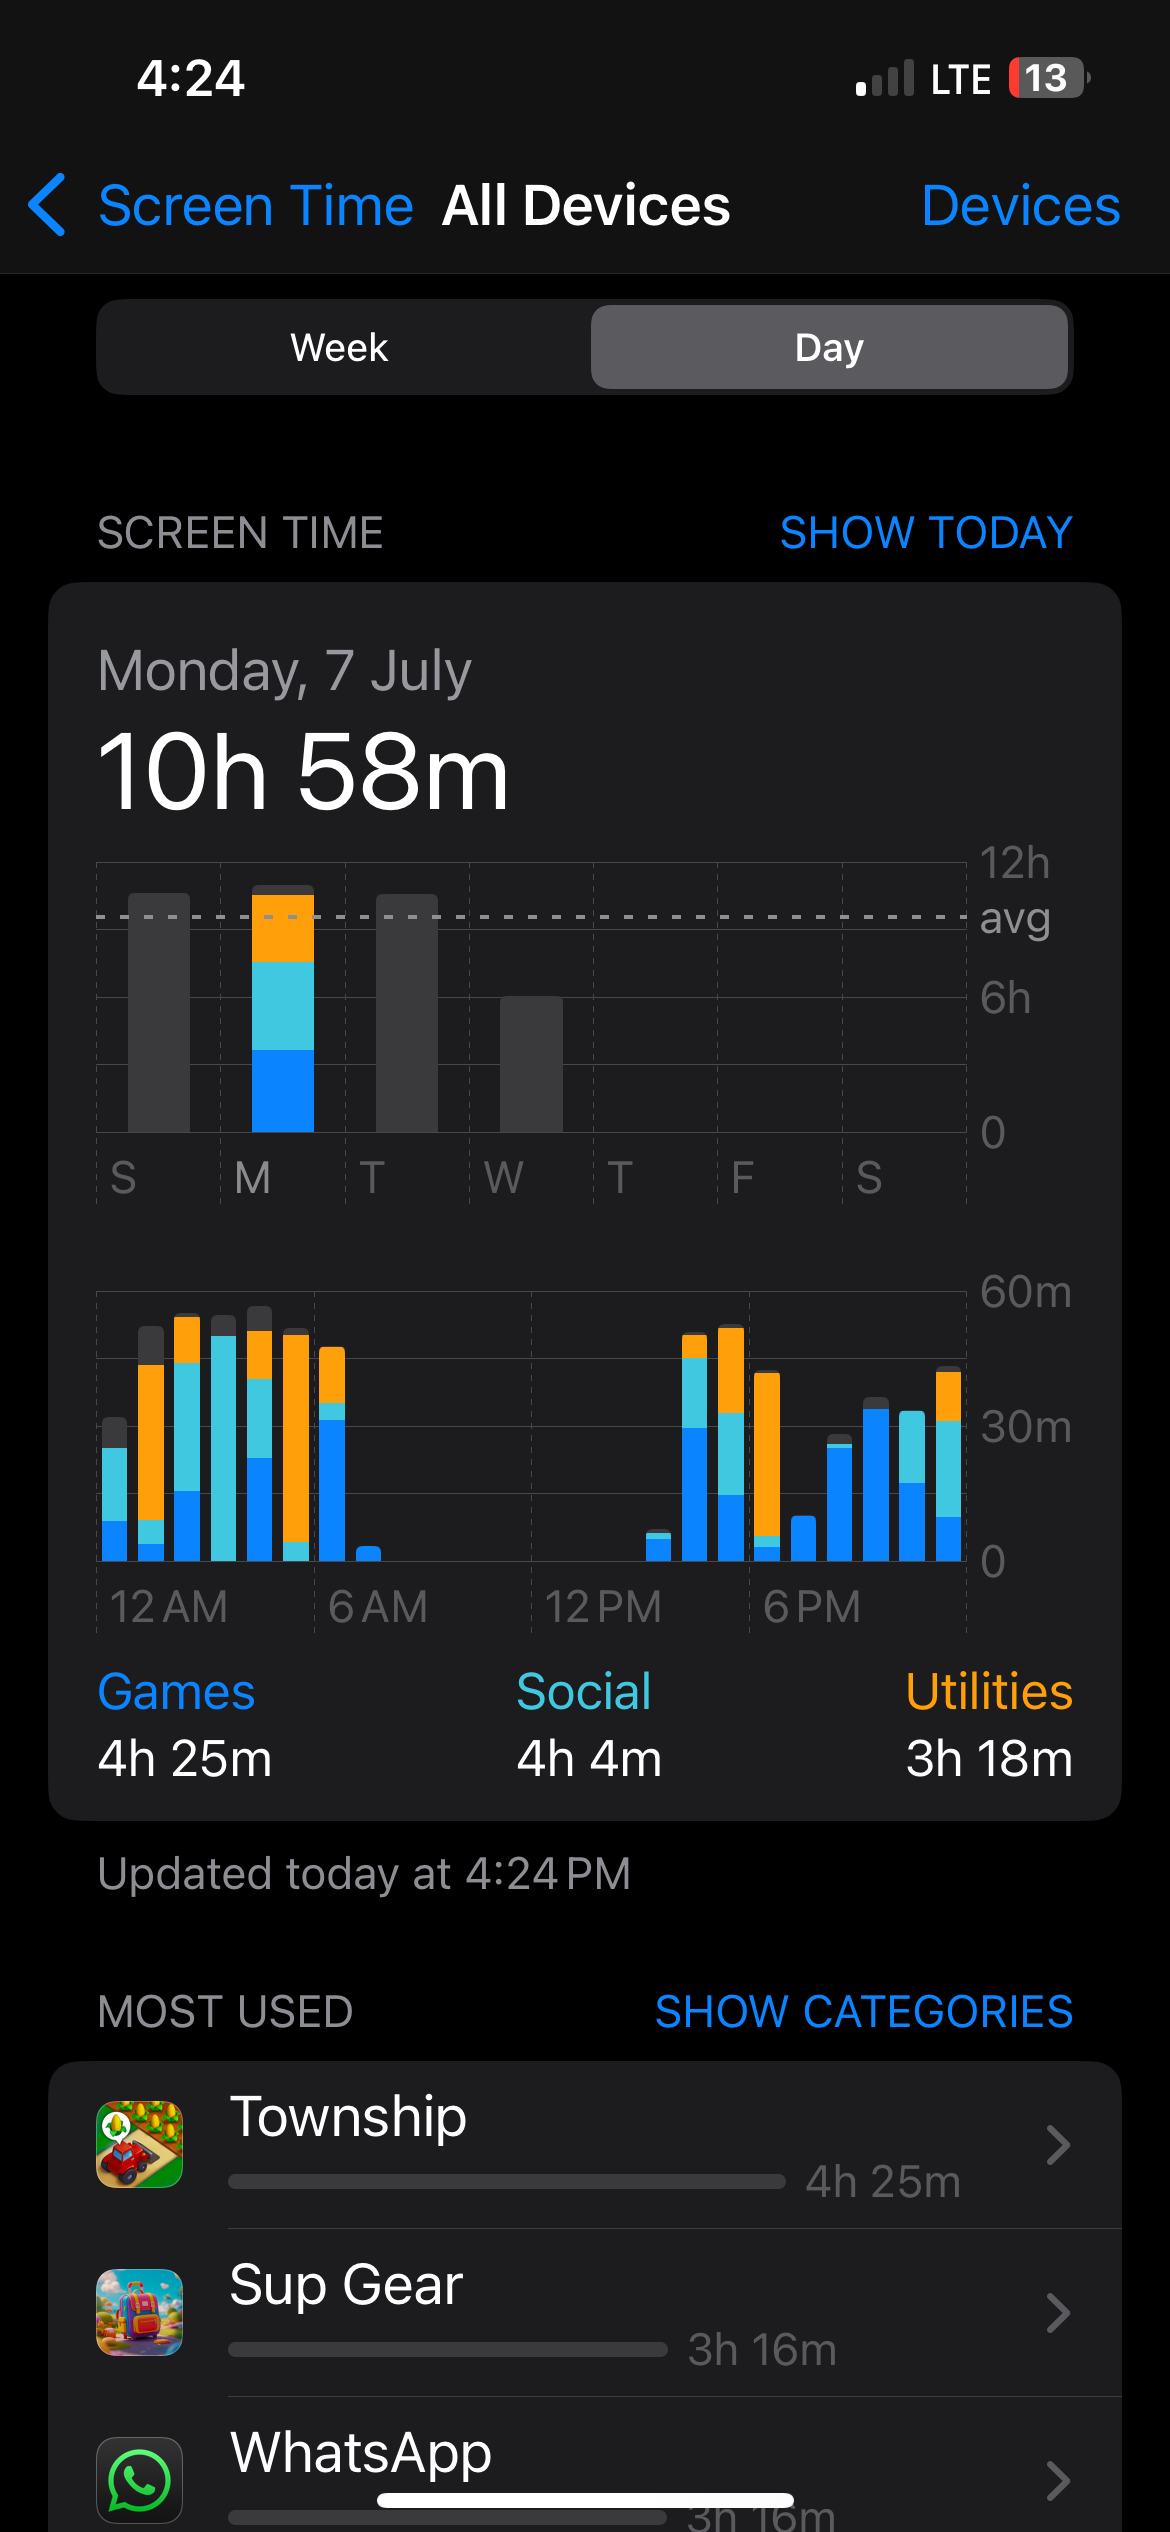 4:24 LTE 13
Screen Time All Devices Devices
Week Day
SCREEN TIME SHOW TODAY
Monday, 7 July
10h 58m
12h
avg
6h
0
S M T W T F S
60m
30m
0
12 AM 6 AM 12 PM 6 PM
Games Social Utilities
4h 25m 4h 4m 3h 18m
Updated today at 4:24 PM
MOST USED SHOW CATEGORIES
Township
4h 25m
Sup Gear
3h 16m
WhatsApp
3h 16m